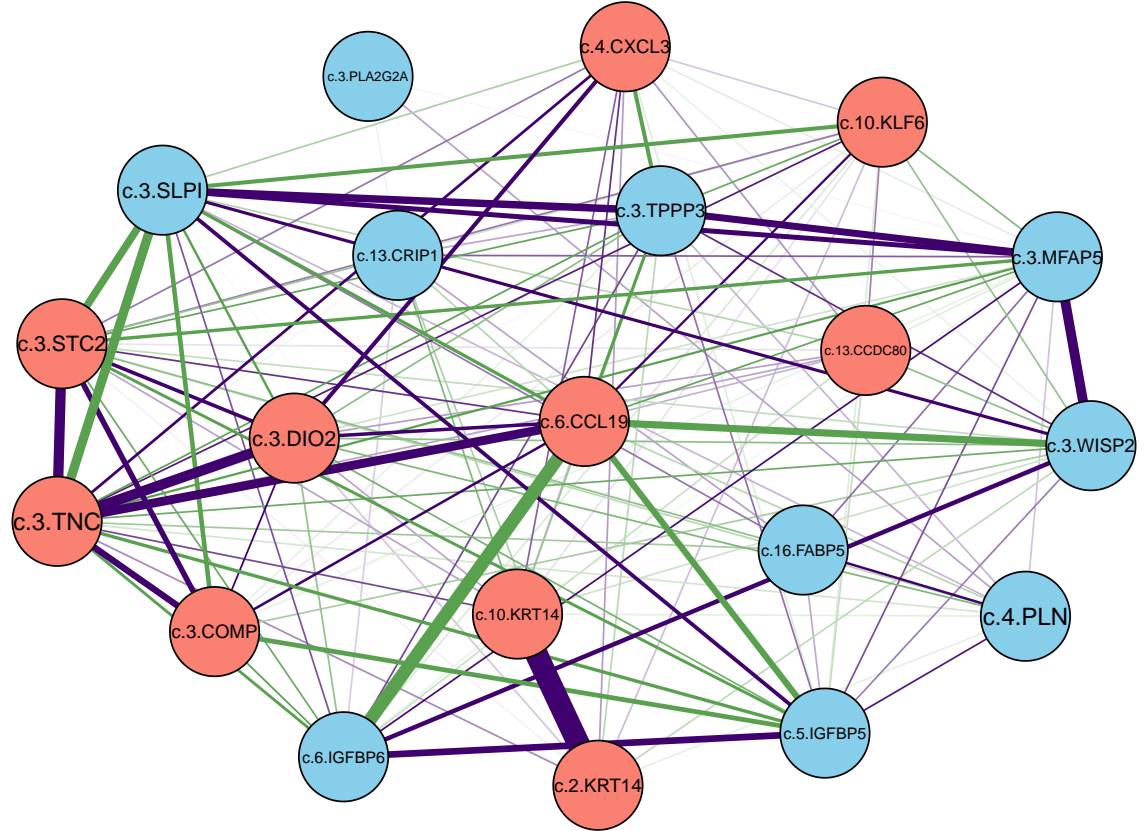 c.4.CXCL3
c.3.PLA2G2A
c.10.KLF6
c.3.SLPI
c.3.TPPP3
c.13.CRIP1
c.3.MFAP5
c.3.STC2
c.13.CCDC80
c.6.CCL19
c.3.DIO2
c.3.WISP2
c.3.TNC
c.16.FABP5
c.10.KRT14
c.4.PLN
c.3.COMP
c.5.IGFBP5
c.6.IGFBP6
c.2.KRT14